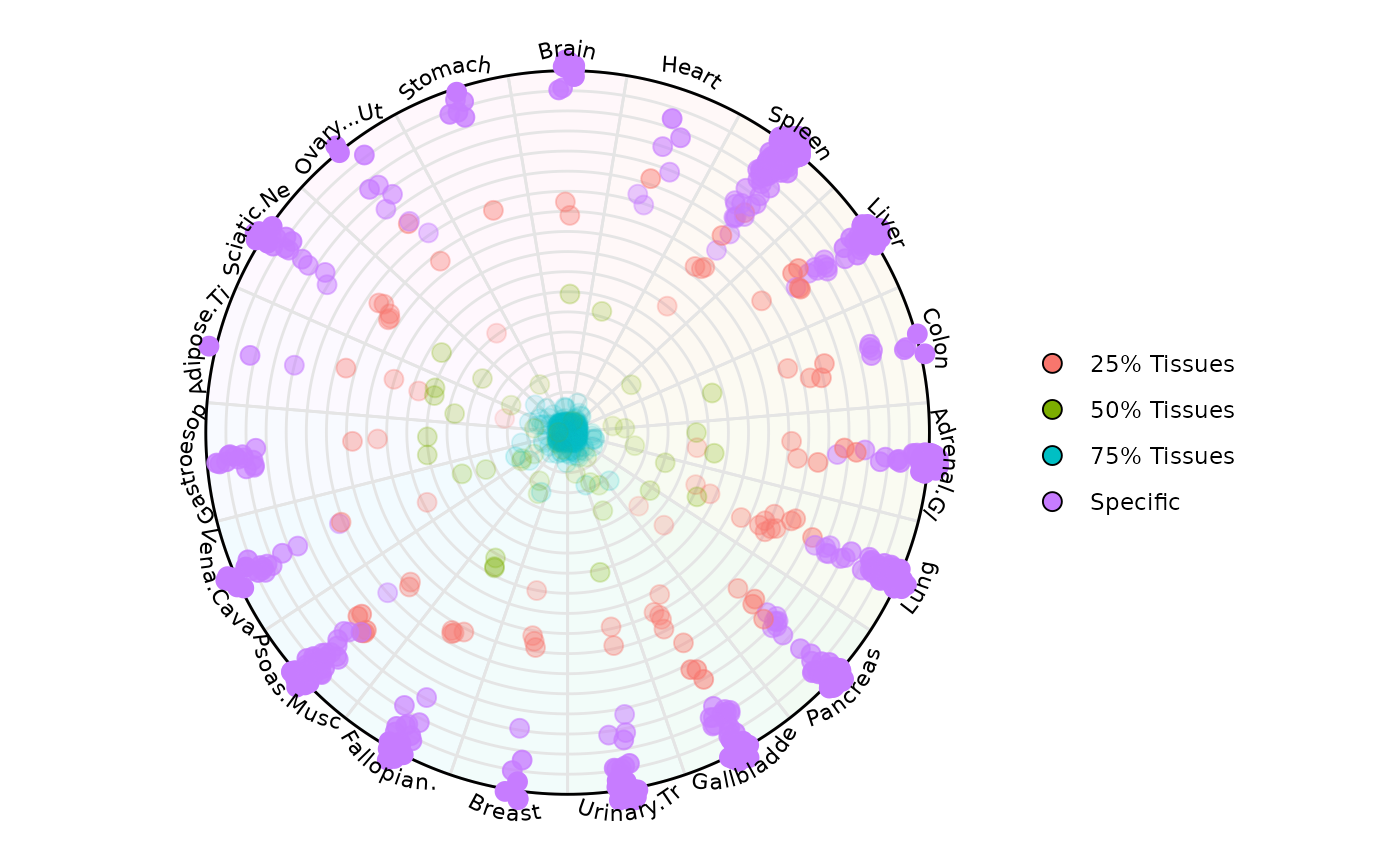 Brain
Heart
Spleen
Liver
Colon
Adrenal.Gl
Lung
Pancreas
Gallbladde
Urinary.Tr
Breast
Fallopian.
Psoas.Musc
Vena.Cava
Gastroesop
Adipose.Ti
Sciatic.Ne
Ovary...Ut
Stomach
25% Tissues
50% Tissues
75% Tissues
Specific